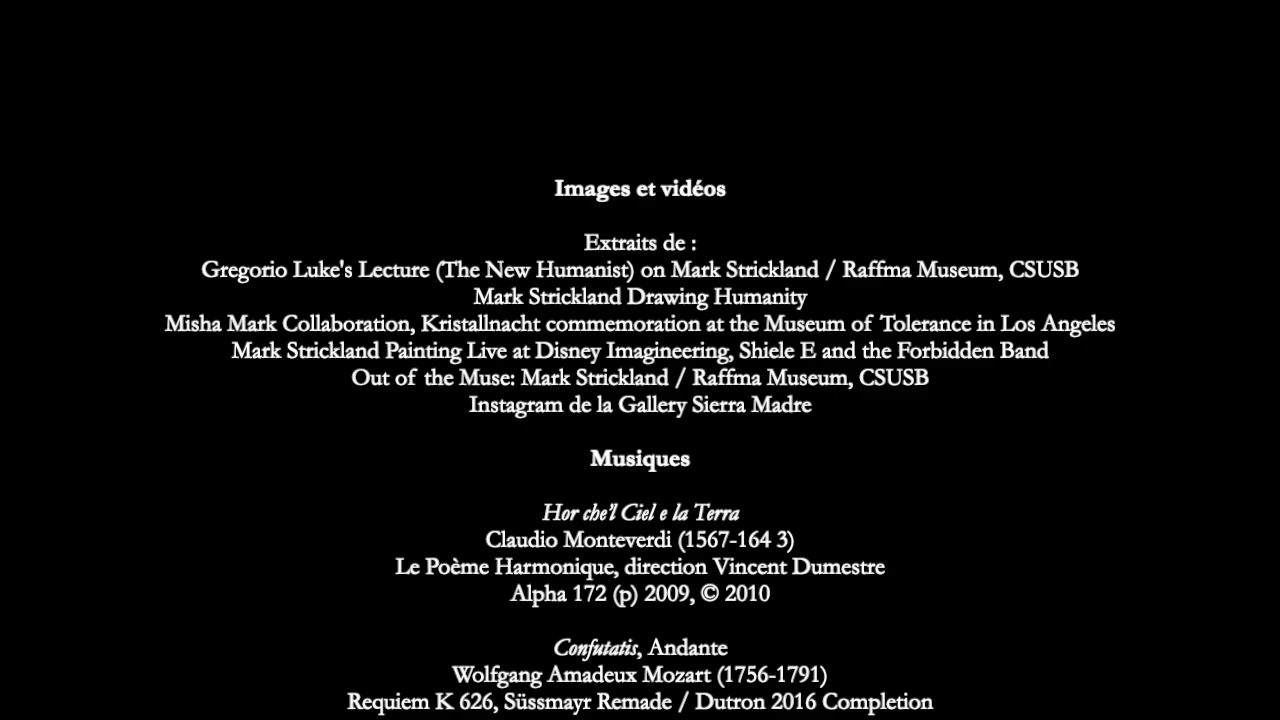 Images et vidéos
Extraits de :
Gregorio Luke's Lecture (The New Humanist) on Mark Strickland / Raffma Museum, CSUSB
Mark Strickland Drawing Humanity
Misha Mark Collaboration, Kristallnacht commemoration at the Museum of Tolerance in Los Angeles
Mark Strickland Painting Live at Disney Imagineering, Shiele E and the Forbidden Band
Out of the Muse: Mark Strickland / Raffma Museum, CSUSB
Instagram de la Gallery Sierra Madre
Musiques
Hor che'l Ciel e la Terra
Claudio Monteverdi (1567-164 3)
Le Poème Harmonique, direction Vincent Dumestre
Alpha 172 (p) 2009, © 2010
Confutatis, Andante
Wolfgang Amadeux Mozart (1756-1791)
Requiem K 626, Süssmayr Remade / Dutron 2016 Completion